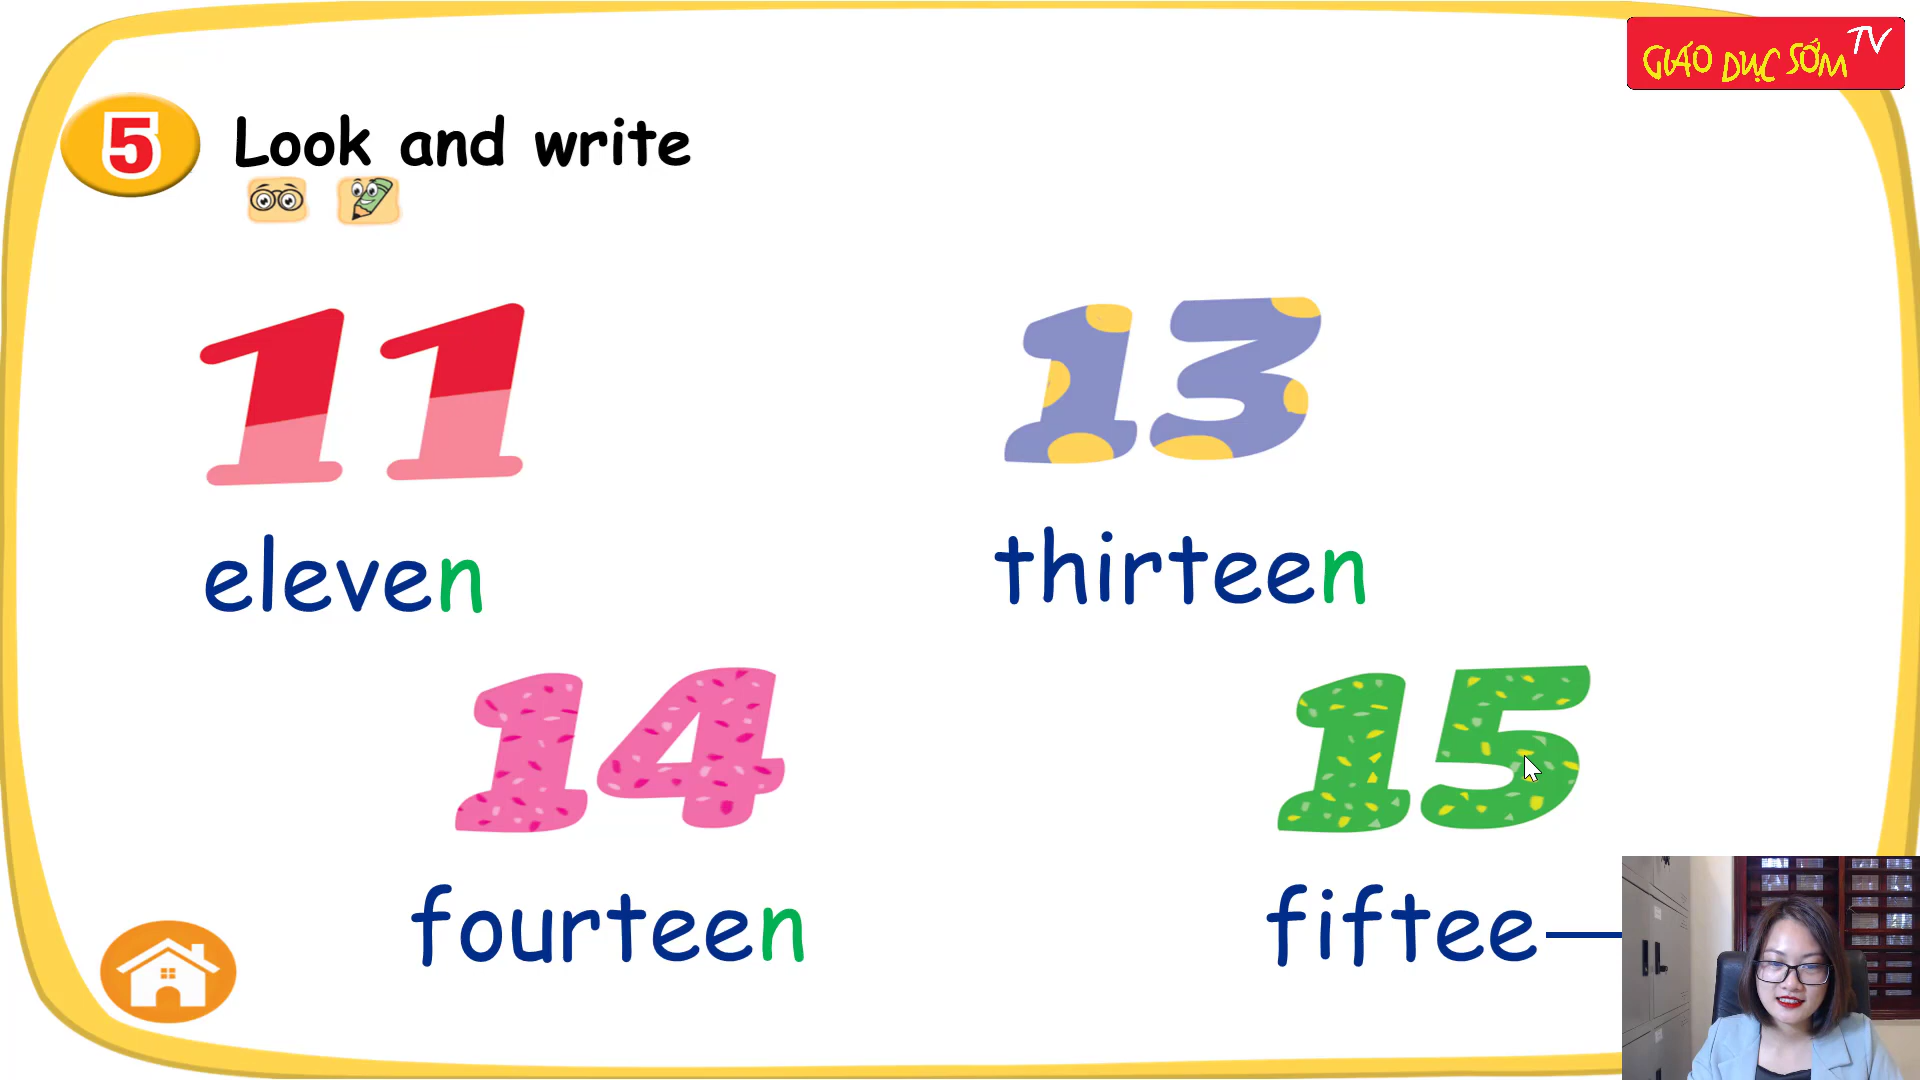 GIÁO DỤC SỚM TV
5 Look and write
11 13
eleven thirteen
14 15
fourteen fiftee